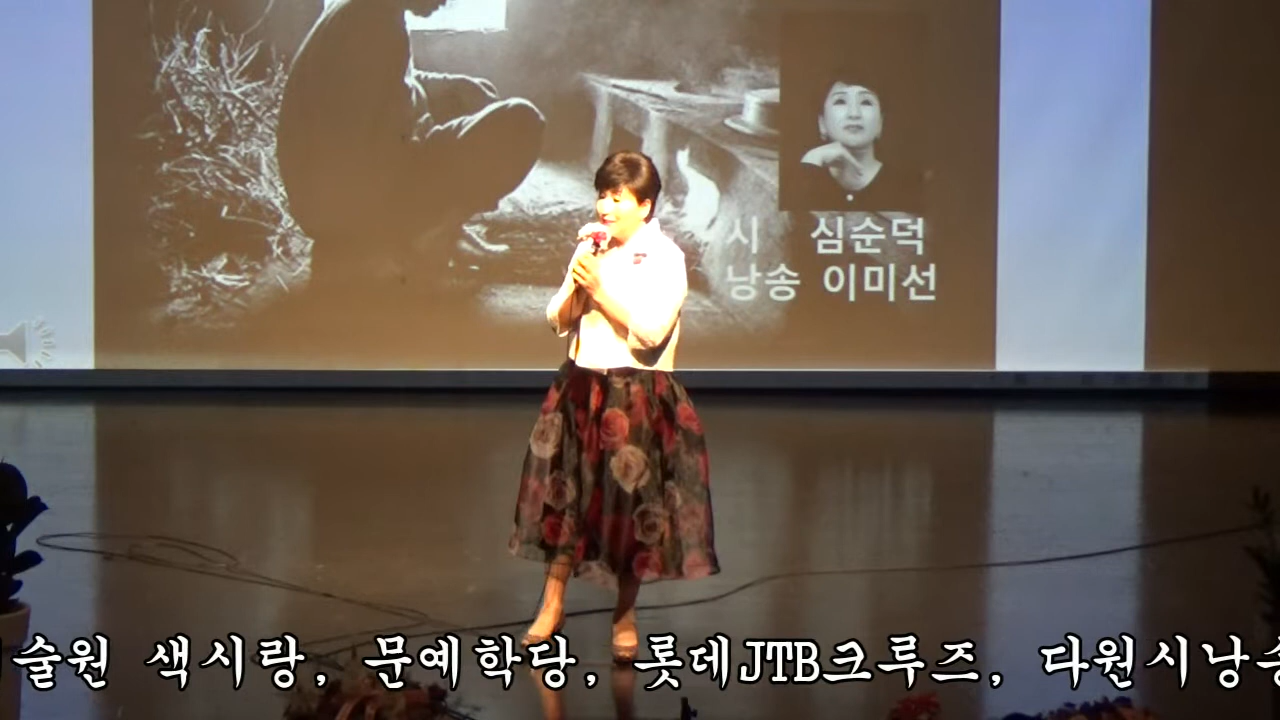 시 심순덕
낭송 이미선
술원 색시랑, 문예학당, 롯데JTB크루즈, 다원시낭송